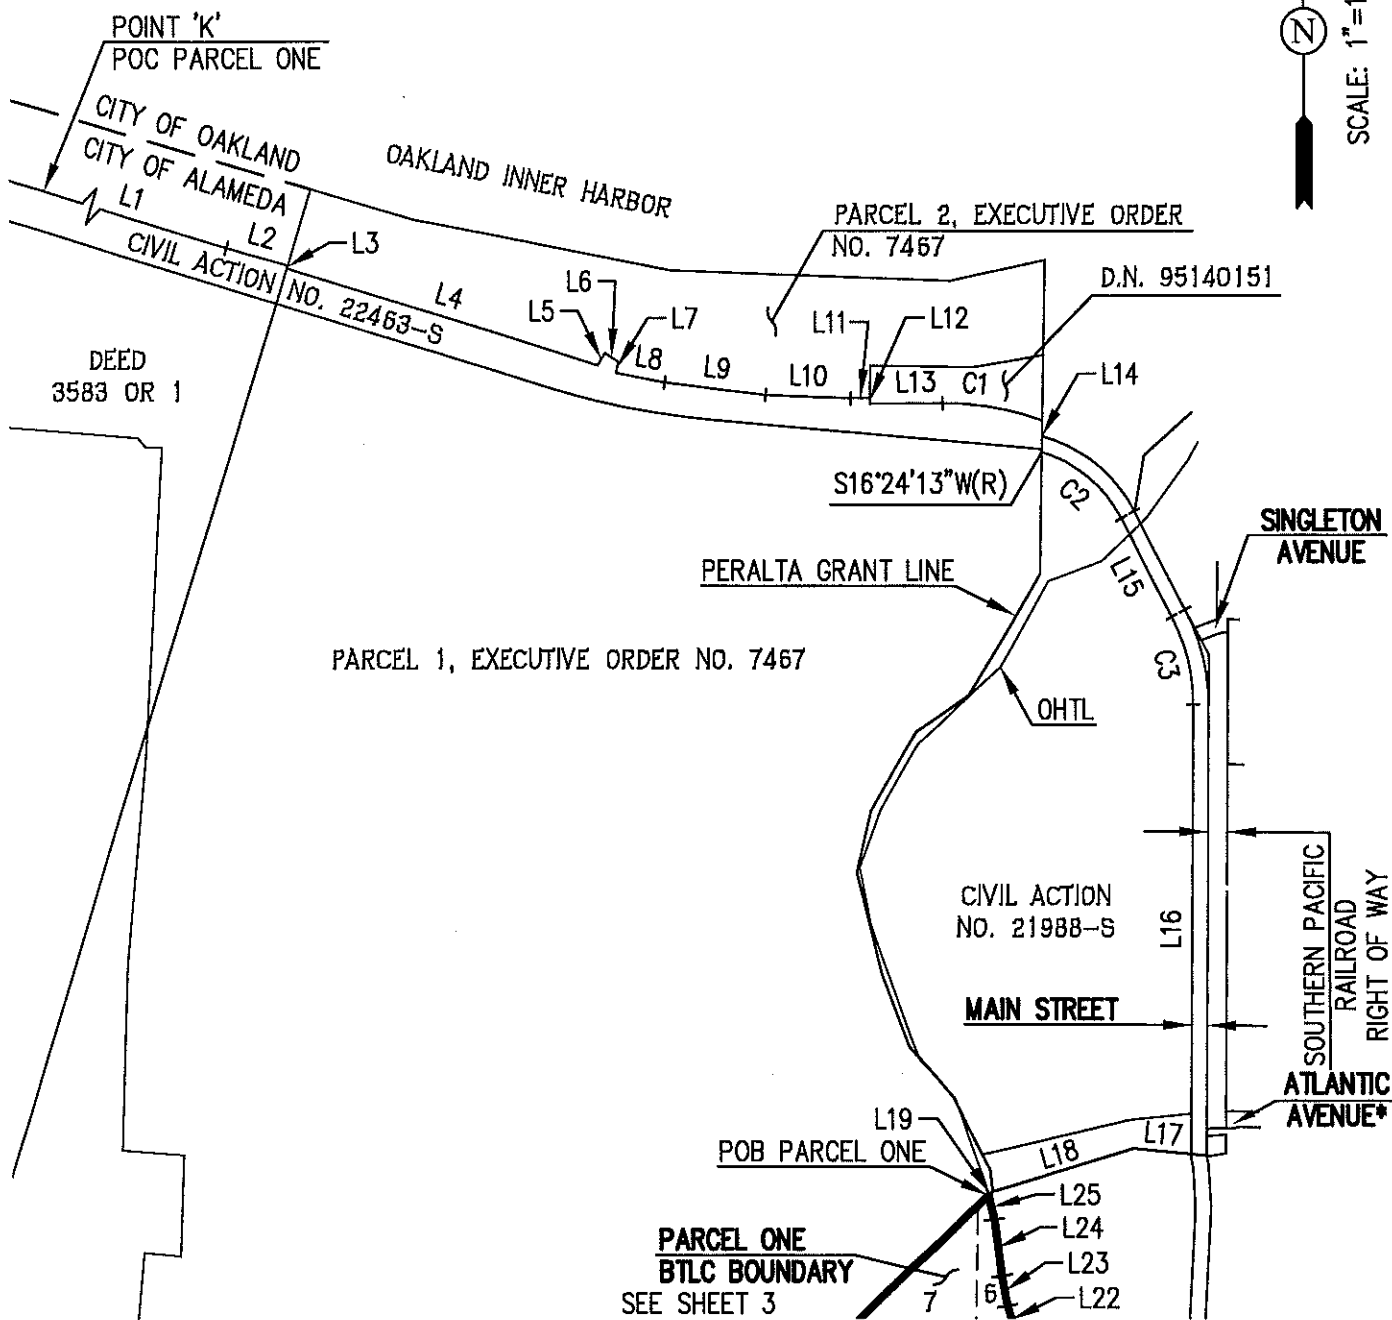 POINT 'K'
POC PARCEL ONE
N
SCALE: 1"=1
CITY OF OAKLAND
CITY OF ALAMEDA
OAKLAND INNER HARBOR
L1
L2
L3
CIVIL ACTION NO. 22463-S
L4
PARCEL 2, EXECUTIVE ORDER
NO. 7467
D.N. 95140151
L5
L6
L7
L8
L9
L10
L11
L12
L13
C1
L14
DEED
3583 OR 1
S16°24'13"W(R)
C2
SINGLETON
AVENUE
PERALTA GRANT LINE
L15
PARCEL 1, EXECUTIVE ORDER NO. 7467
C3
OHTL
CIVIL ACTION
NO. 21988-S
L16
SOUTHERN PACIFIC
RAILROAD
RIGHT OF WAY
MAIN STREET
ATLANTIC
AVENUE*
L19
L18
L17
POB PARCEL ONE
L25
L24
PARCEL ONE
BTLC BOUNDARY
SEE SHEET 3
L23
7
6
L22